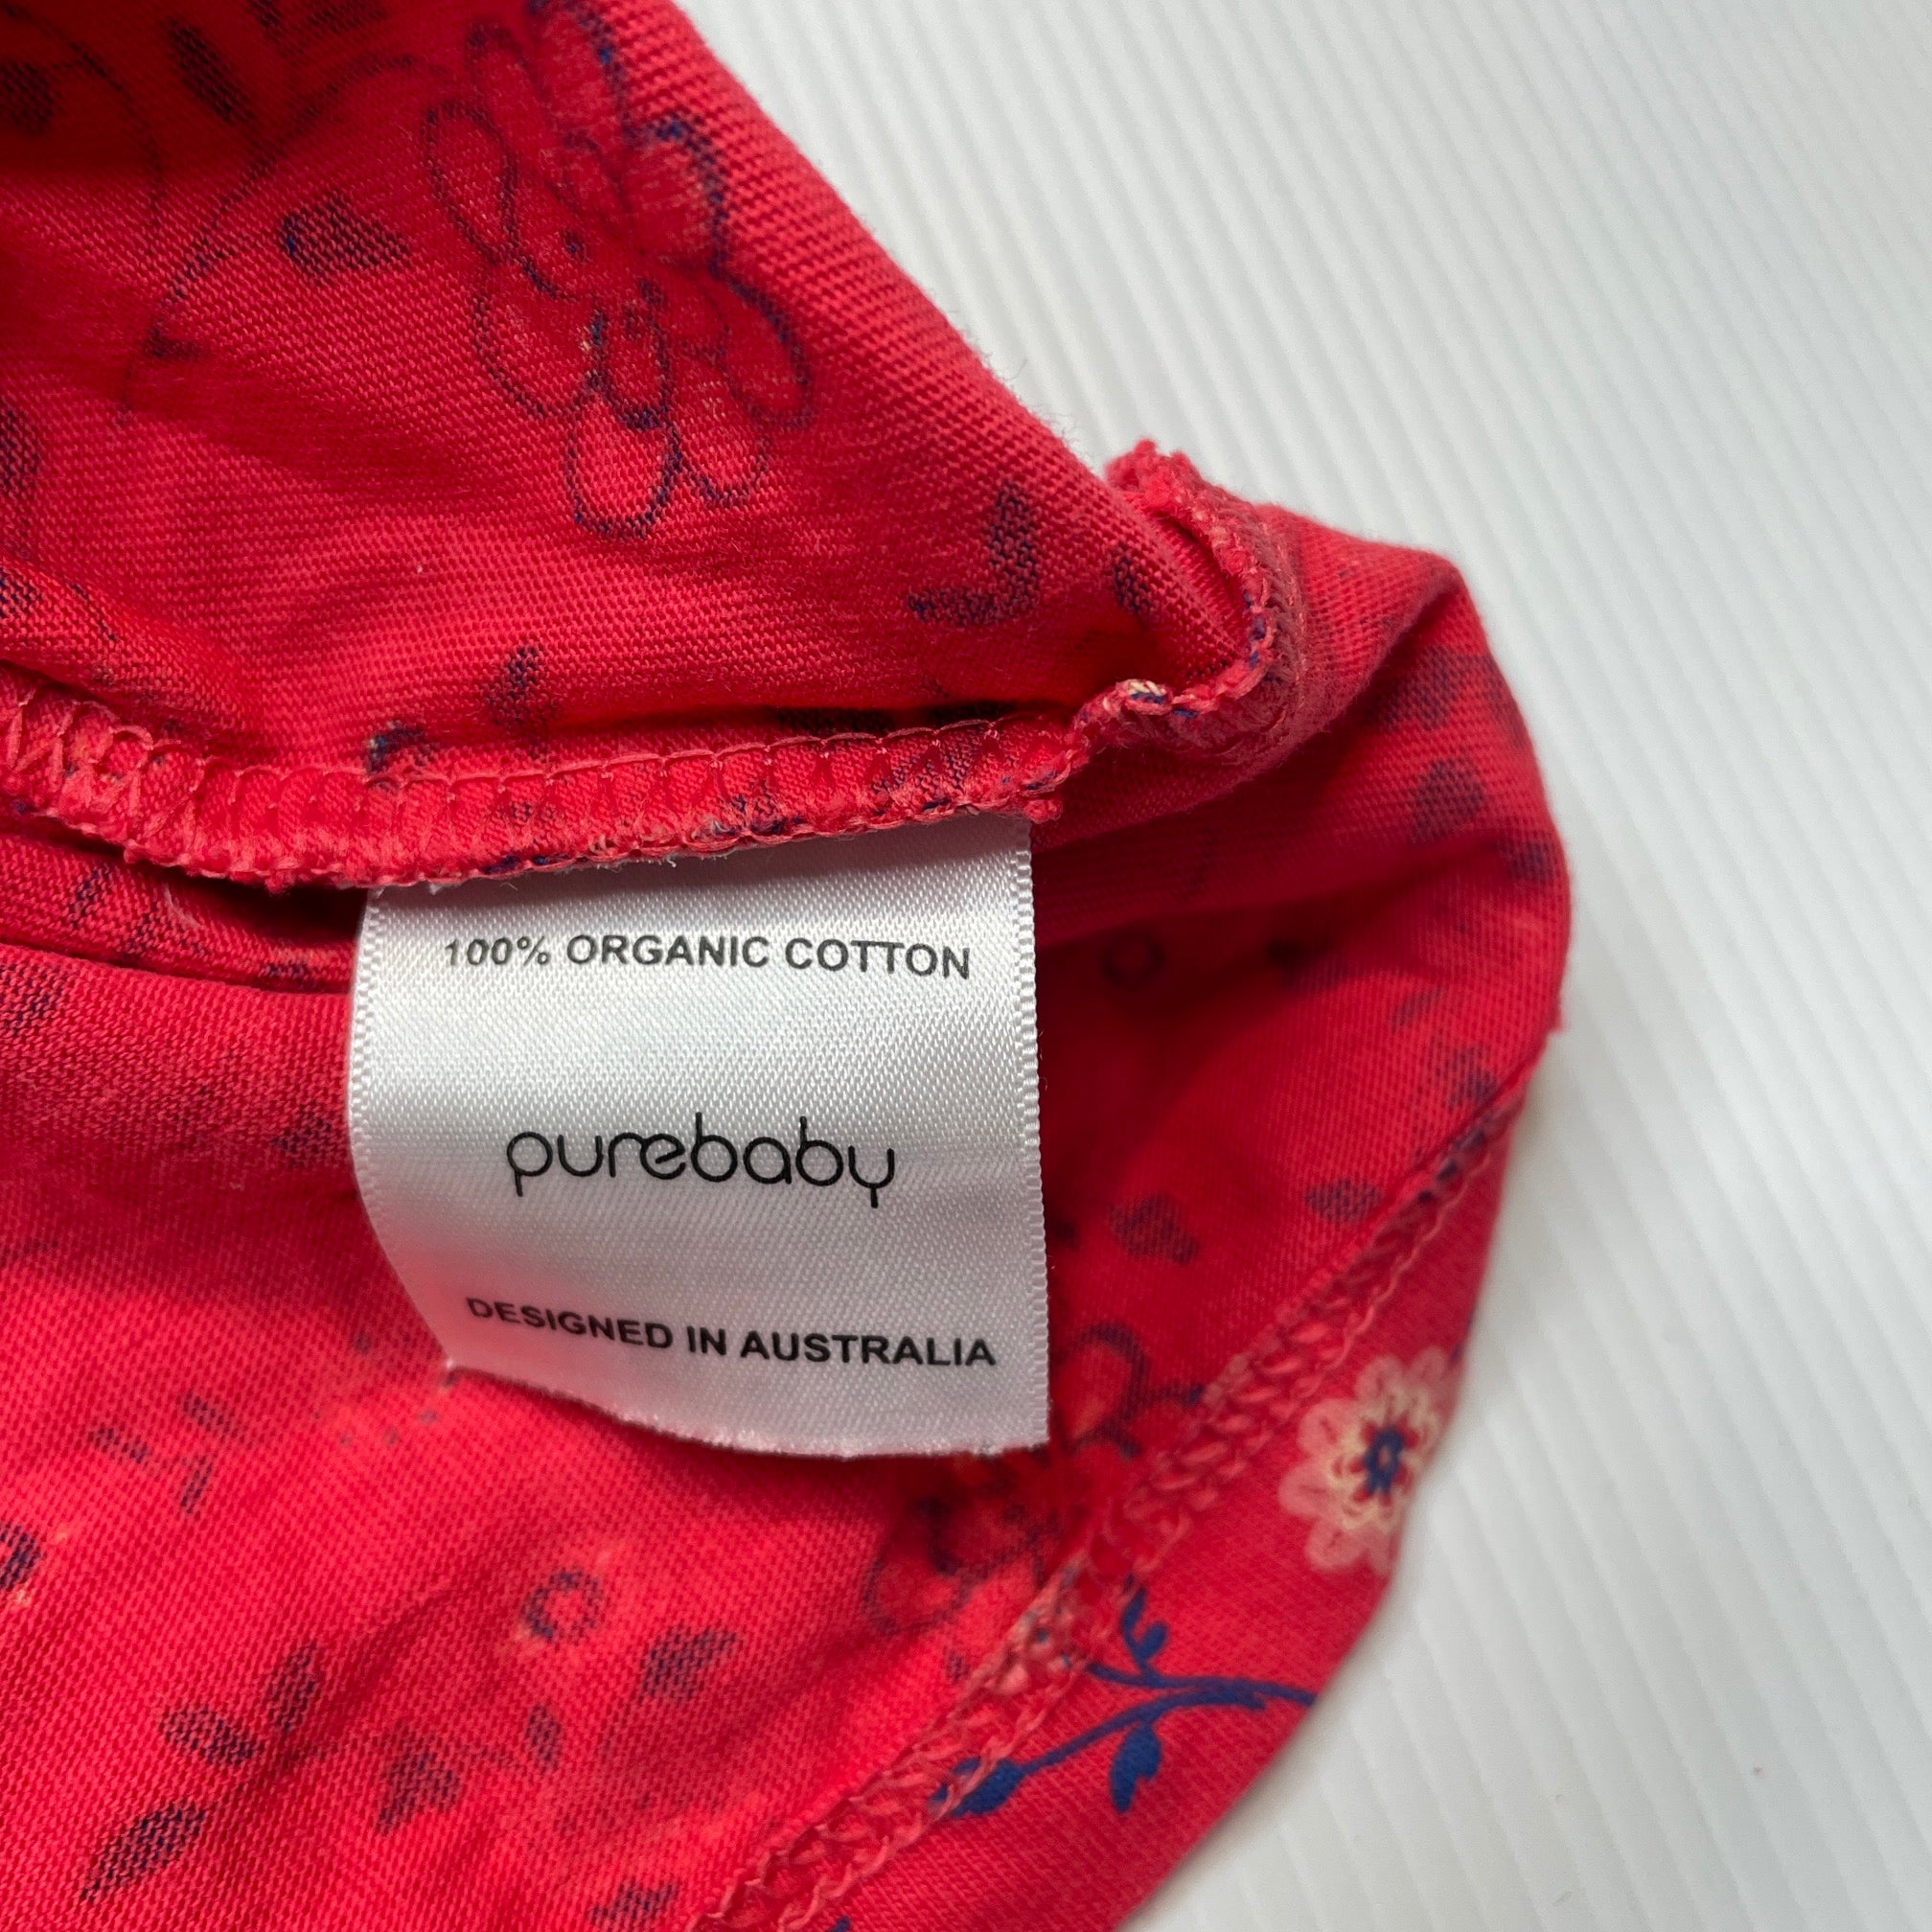 100% ORGANIC COTTON
purebaby
DESIGNED IN AUSTRALIA